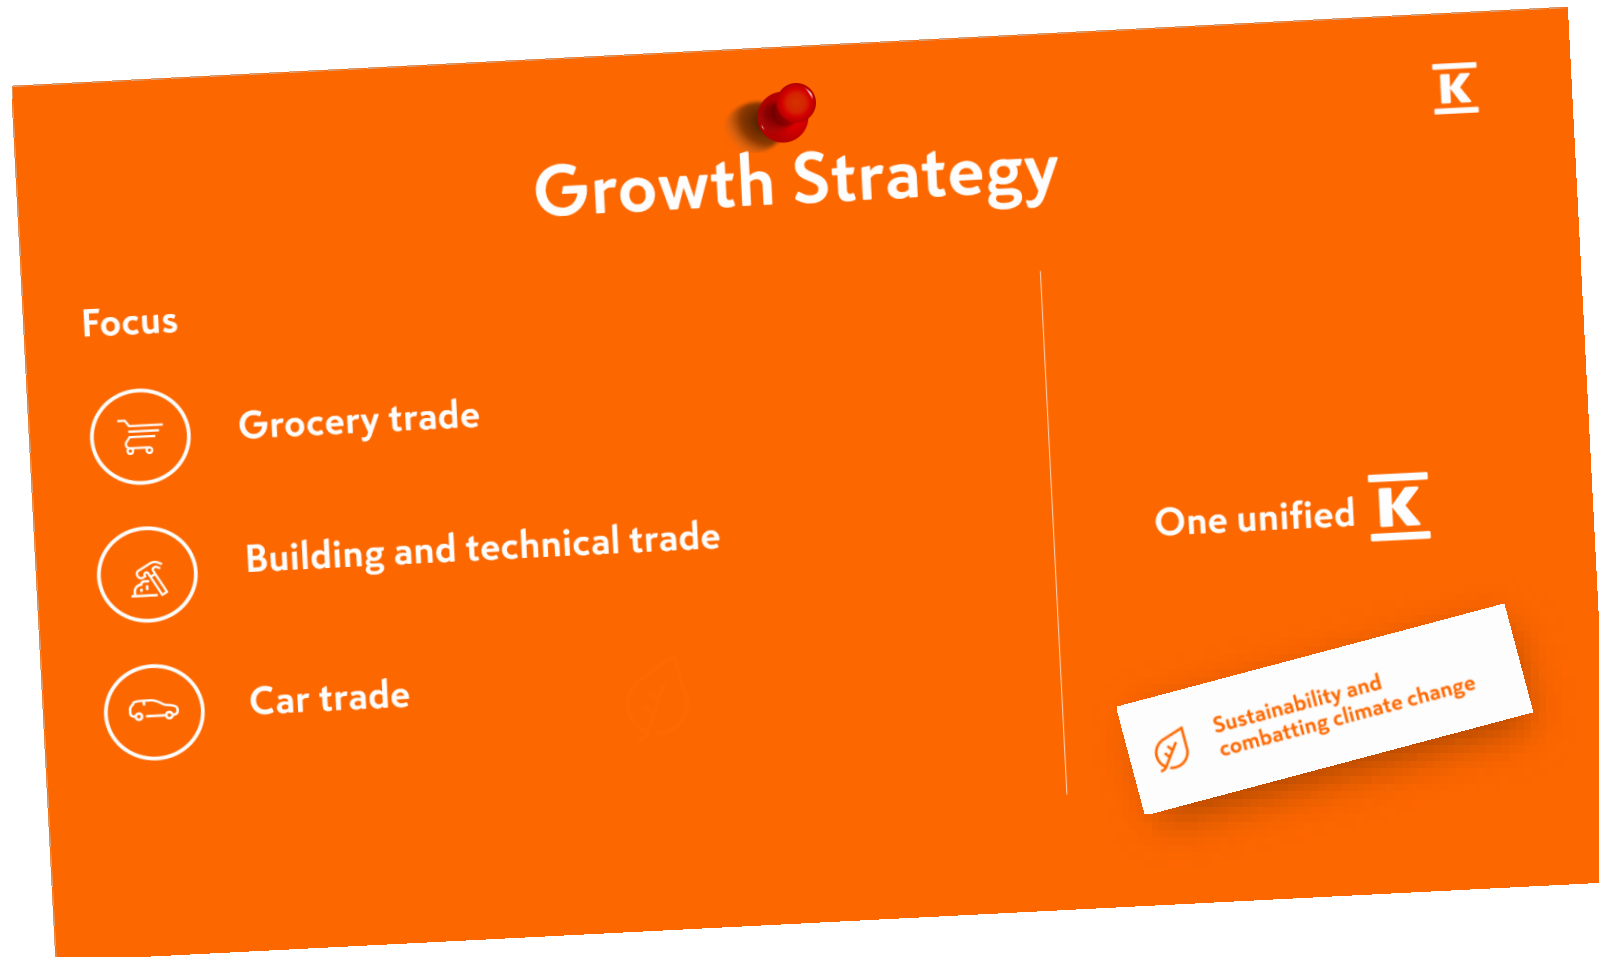 K
Growth Strategy
Focus
Grocery trade
Building and technical trade
Car trade
One unified K
Sustainability and
combatting climate change